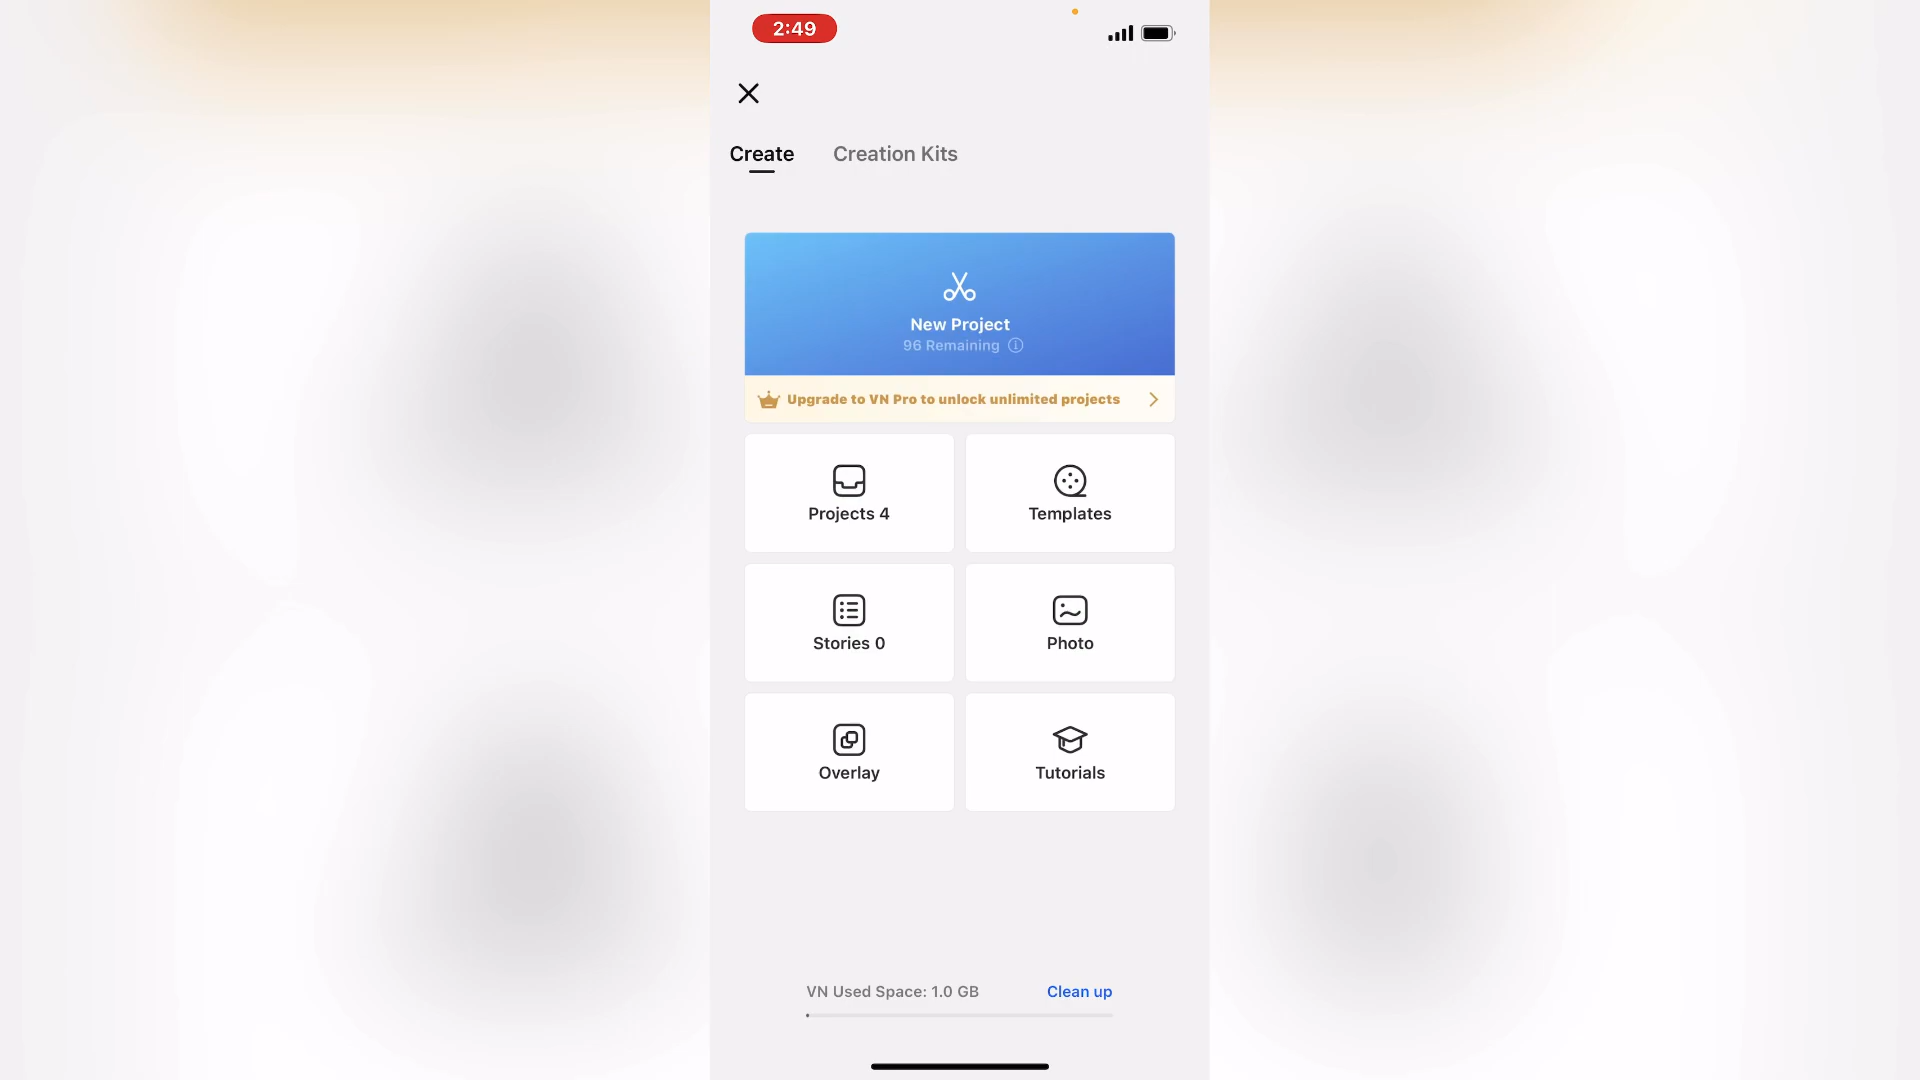 2:49
Create
Creation Kits
New Project
96 Remaining
Upgrade to VN Pro to unlock unlimited projects
Projects 4
Templates
Stories 0
Photo
Overlay
Tutorials
VN Used Space: 1.0 GB
Clean up